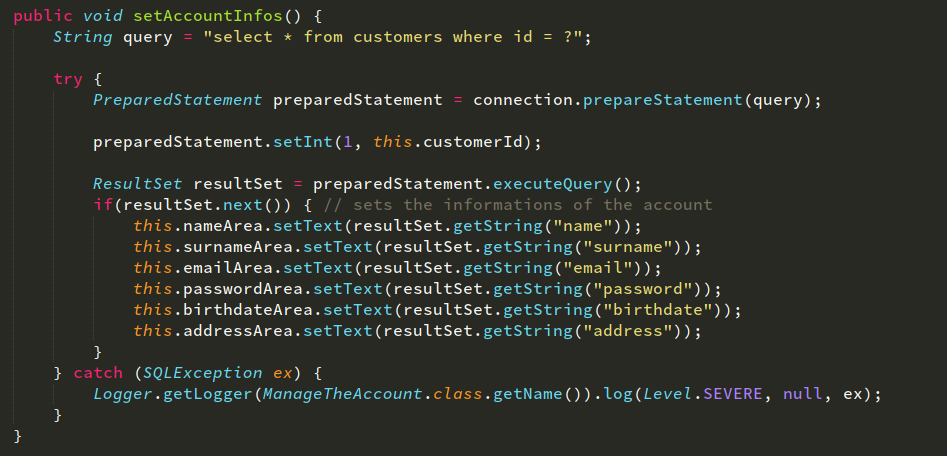 public void setAccountInfos() {
    String query = "select * from customers where id = ?";
    try {
        PreparedStatement preparedStatement = connection.prepareStatement(query);
        preparedStatement.setInt(1, this.customerId);
        ResultSet resultSet = preparedStatement.executeQuery();
        if(resultSet.next()) { // sets the informations of the account
            this.nameArea.setText(resultSet.getString("name"));
            this.surnameArea.setText(resultSet.getString("surname"));
            this.emailArea.setText(resultSet.getString("email"));
            this.passwordArea.setText(resultSet.getString("password"));
            this.birthdateArea.setText(resultSet.getString("birthdate"));
            this.addressArea.setText(resultSet.getString("address"));
        }
    } catch (SQLException ex) {
        Logger.getLogger(ManageTheAccount.class.getName()).log(Level.SEVERE, null, ex);
    }
}